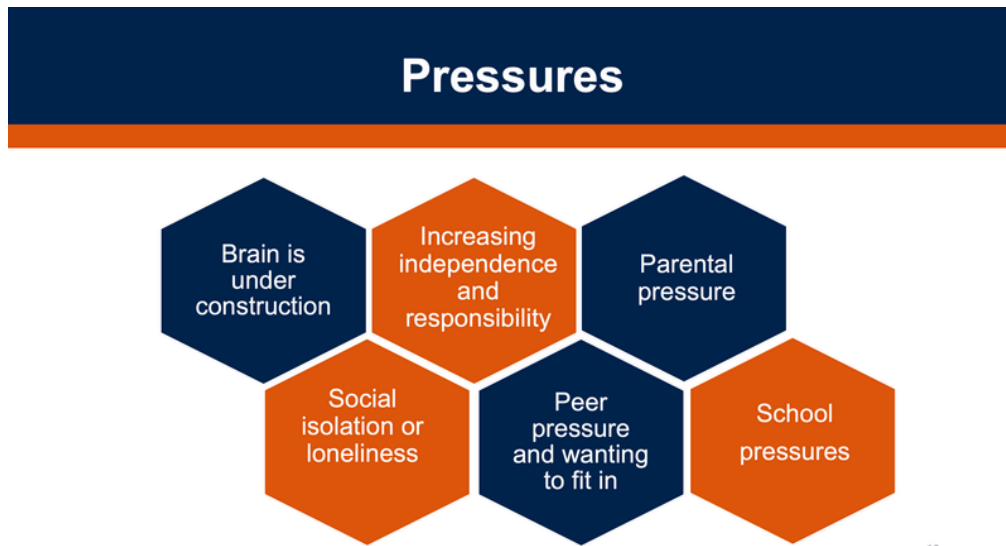 Pressures
Brain is
under
construction
Increasing
independence
and
responsibility
Parental
pressure
Social
isolation or
loneliness
Peer
pressure
and wanting
to fit in
School
pressures